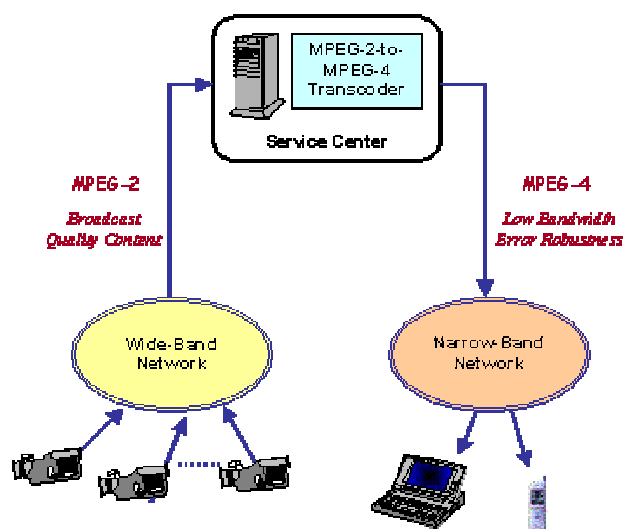 MPEG-2-to-
MPEG-4
Transcoder
Service Center
MPEG-2
Broadcast
Quality Content
MPEG-4
Low Bandwidth
Error Robustness
Wide-Band
Network
Narrow-Band
Network